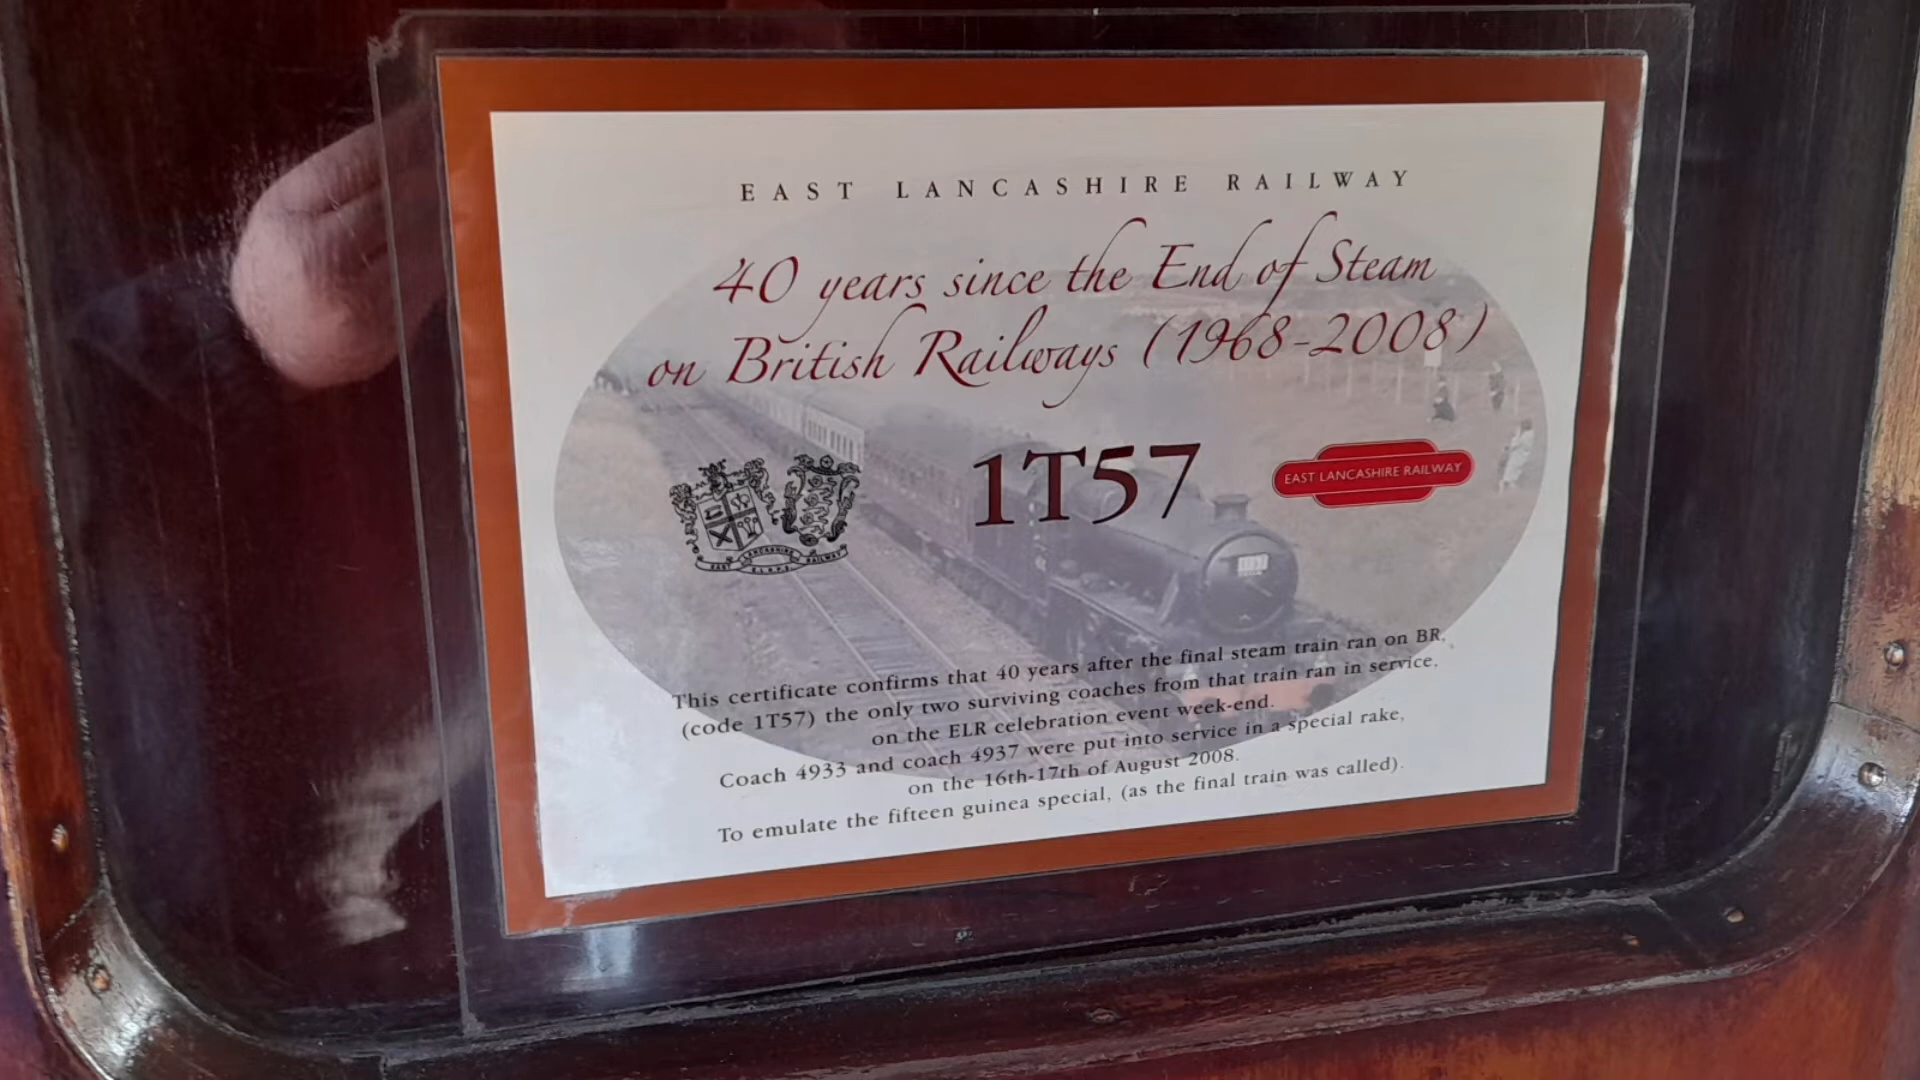 EAST LANCASHIRE RAILWAY
40 years since the End of Steam
on British Railways (1968-2008)
1T57
EAST LANCASHIRE RAILWAY
EAST LANCASHIRE RAILWAY
E.L.R.P.S.
This certificate confirms that 40 years after the final steam train ran on BR,
(code 1T57) the only two surviving coaches from that train ran in service,
on the ELR celebration event week-end.
Coach 4933 and coach 4937 were put into service in a special rake,
on the 16th-17th of August 2008.
To emulate the fifteen guinea special, (as the final train was called).